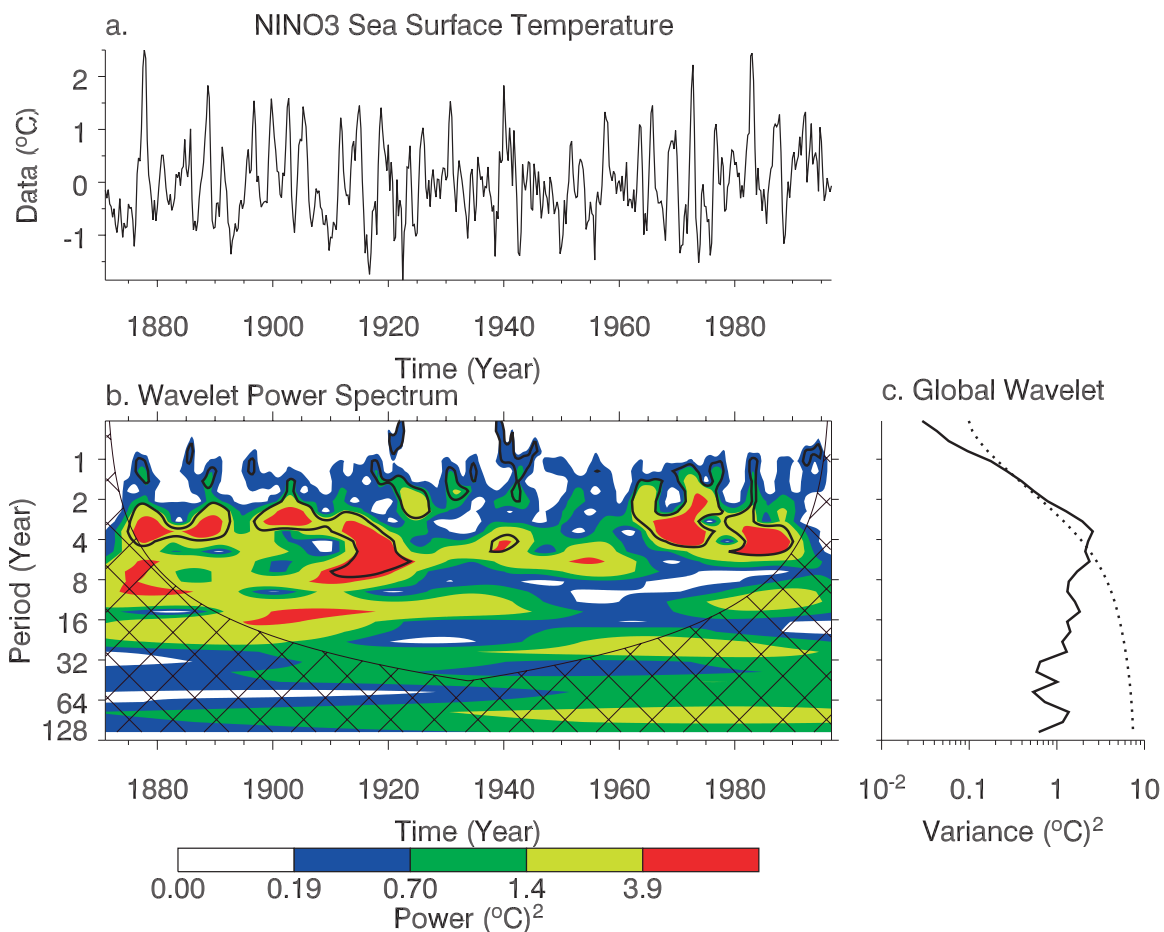 a. NINO3 Sea Surface Temperature
Data (ºC)
2
1
0
-1
1880 1900 1920 1940 1960 1980
Time (Year)
b. Wavelet Power Spectrum
Period (Year)
1
2
4
8
16
32
64
128
1880 1900 1920 1940 1960 1980
Time (Year)
c. Global Wavelet
10-2 0.1 1 10
Variance (ºC)2
0.00 0.19 0.70 1.4 3.9
Power (ºC)2